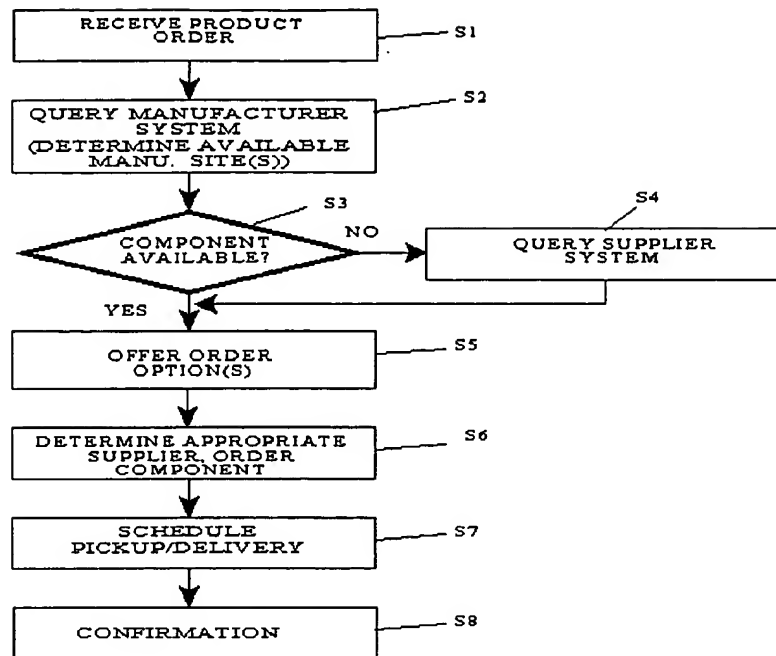 RECEIVE PRODUCT
ORDER
S1
S2
QUERY MANUFACTURER
SYSTEM
(DETERMINE AVAILABLE
MANU. SITE(S))
S3
COMPONENT
AVAILABLE?
NO
S4
QUERY SUPPLIER
SYSTEM
YES
OFFER ORDER
OPTION(S)
S5
DETERMINE APPROPRIATE
SUPPLIER, ORDER
COMPONENT
S6
SCHEDULE
PICKUP/DELIVERY
S7
CONFIRMATION
S8